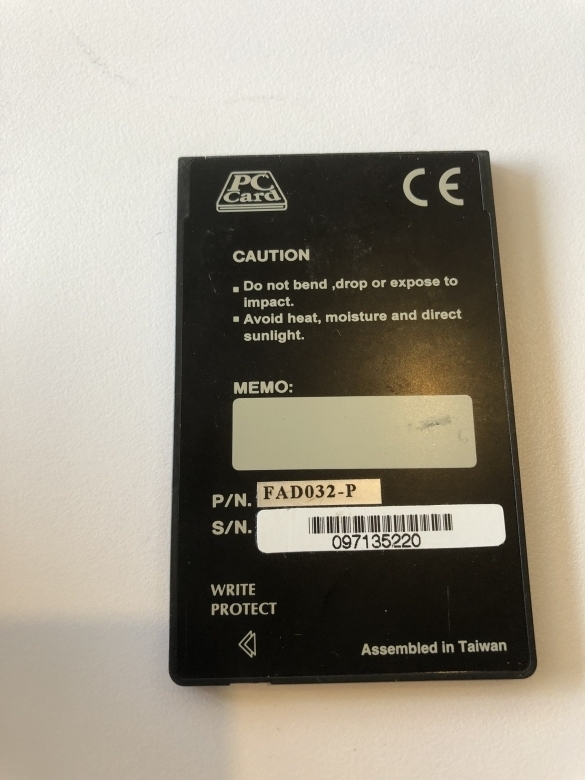 PC
Card
CE
CAUTION
Do not bend ,drop or expose to
impact.
Avoid heat, moisture and direct
sunlight.
MEMO:
P/N. FAD032-P
S/N. 097135220
WRITE
PROTECT
Assembled in Taiwan